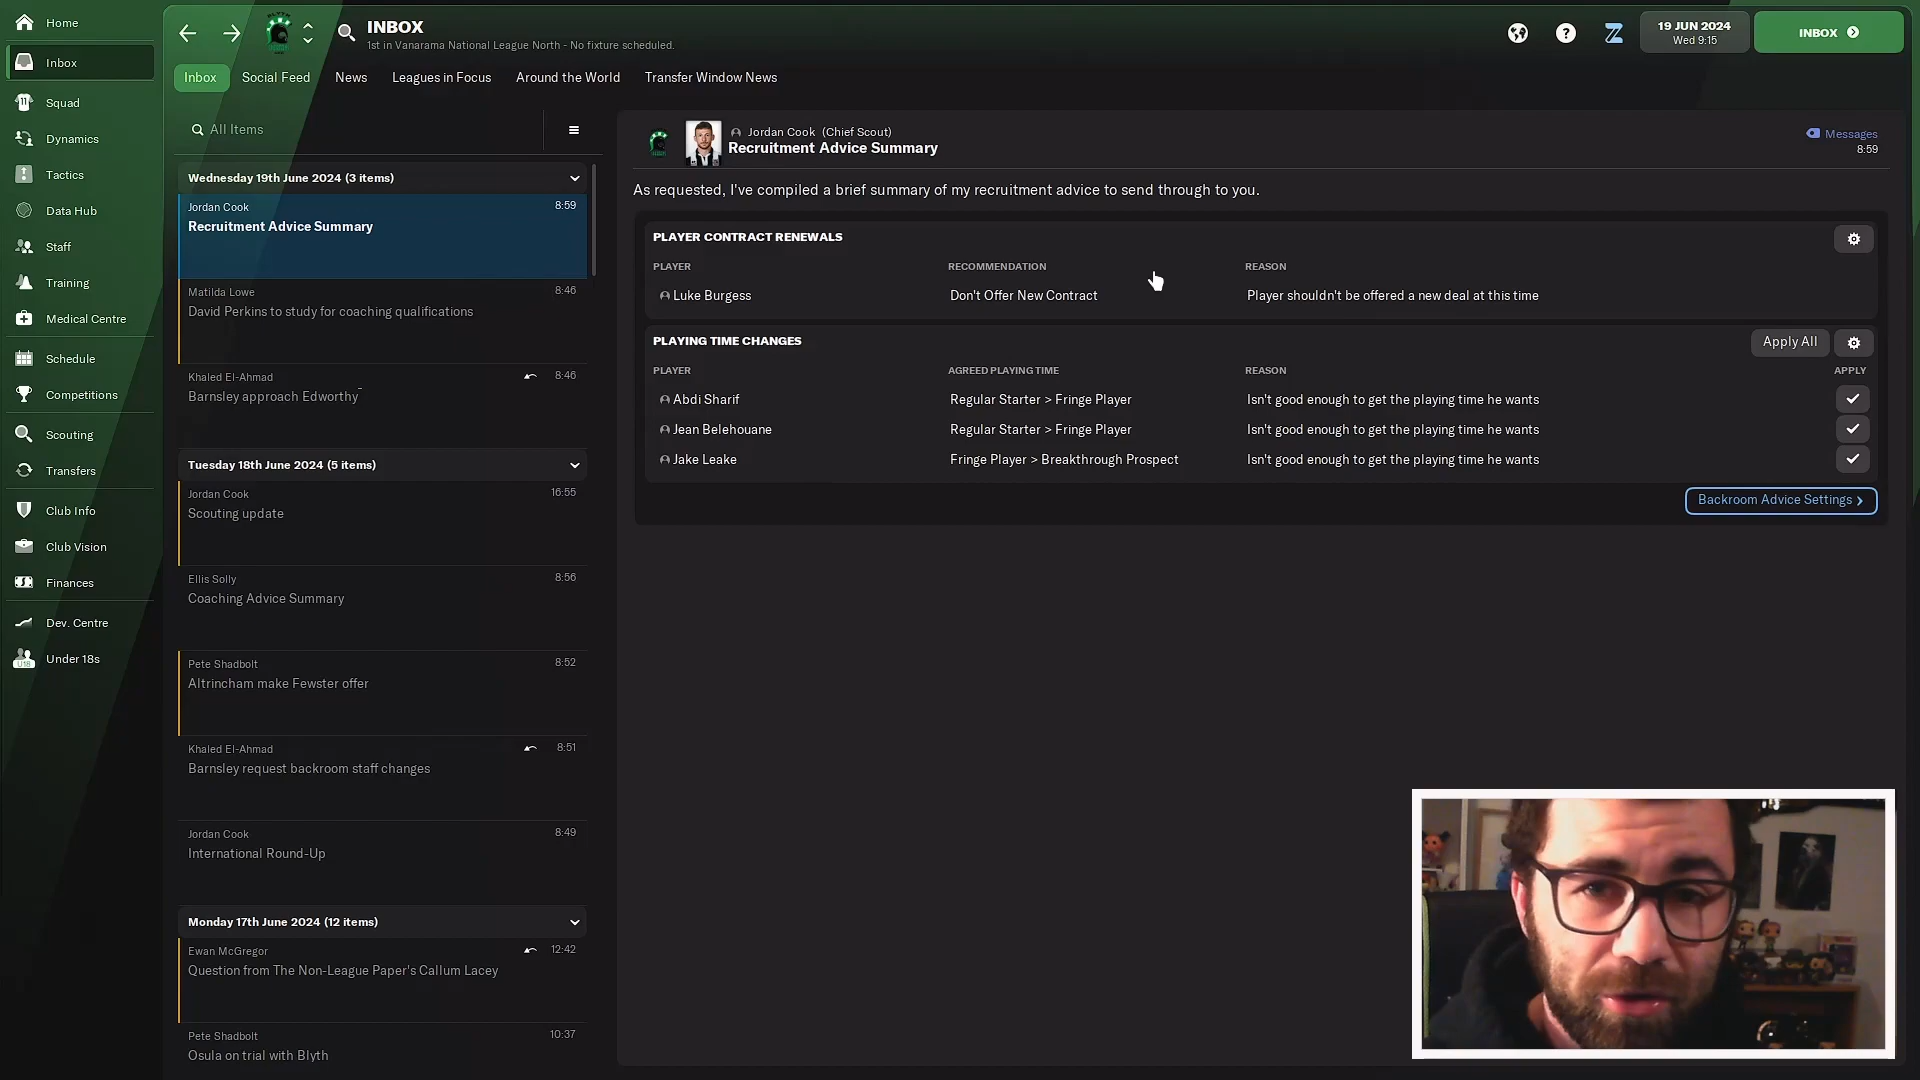 Home
Inbox
Squad
Dynamics
Tactics
Data Hub
Staff
Training
Medical Centre
Schedule
Competitions
Scouting
Transfers
Club Info
Club Vision
Finances
Dev. Centre
Under 18s
INBOX
1st in Vanarama National League North - No fixture scheduled.
19 JUN 2024
Wed 9:15
INBOX
Inbox Social Feed News Leagues in Focus Around the World Transfer Window News
All Items
Wednesday 19th June 2024 (3 items)
Jordan Cook 8:59
Recruitment Advice Summary
Matilda Lowe 8:46
David Perkins to study for coaching qualifications
Khaled El-Ahmad 8:46
Barnsley approach Edworthy
Tuesday 18th June 2024 (5 items)
Jordan Cook 16:55
Scouting update
Ellis Solly 8:56
Coaching Advice Summary
Pete Shadbolt 8:52
Altrincham make Fewster offer
Khaled El-Ahmad 8:51
Barnsley request backroom staff changes
Jordan Cook 8:49
International Round-Up
Monday 17th June 2024 (12 items)
Ewan McGregor 12:42
Question from The Non-League Paper's Callum Lacey
Pete Shadbolt 10:37
Osula on trial with Blyth
Jordan Cook (Chief Scout)
Recruitment Advice Summary
Messages
8:59
As requested, I've compiled a brief summary of my recruitment advice to send through to you.
PLAYER CONTRACT RENEWALS
PLAYER RECOMMENDATION REASON
Luke Burgess Don't Offer New Contract Player shouldn't be offered a new deal at this time
PLAYING TIME CHANGES Apply All
PLAYER AGREED PLAYING TIME REASON APPLY
Abdi Sharif Regular Starter > Fringe Player Isn't good enough to get the playing time he wants
Jean Belehouane Regular Starter > Fringe Player Isn't good enough to get the playing time he wants
Jake Leake Fringe Player > Breakthrough Prospect Isn't good enough to get the playing time he wants
Backroom Advice Settings >